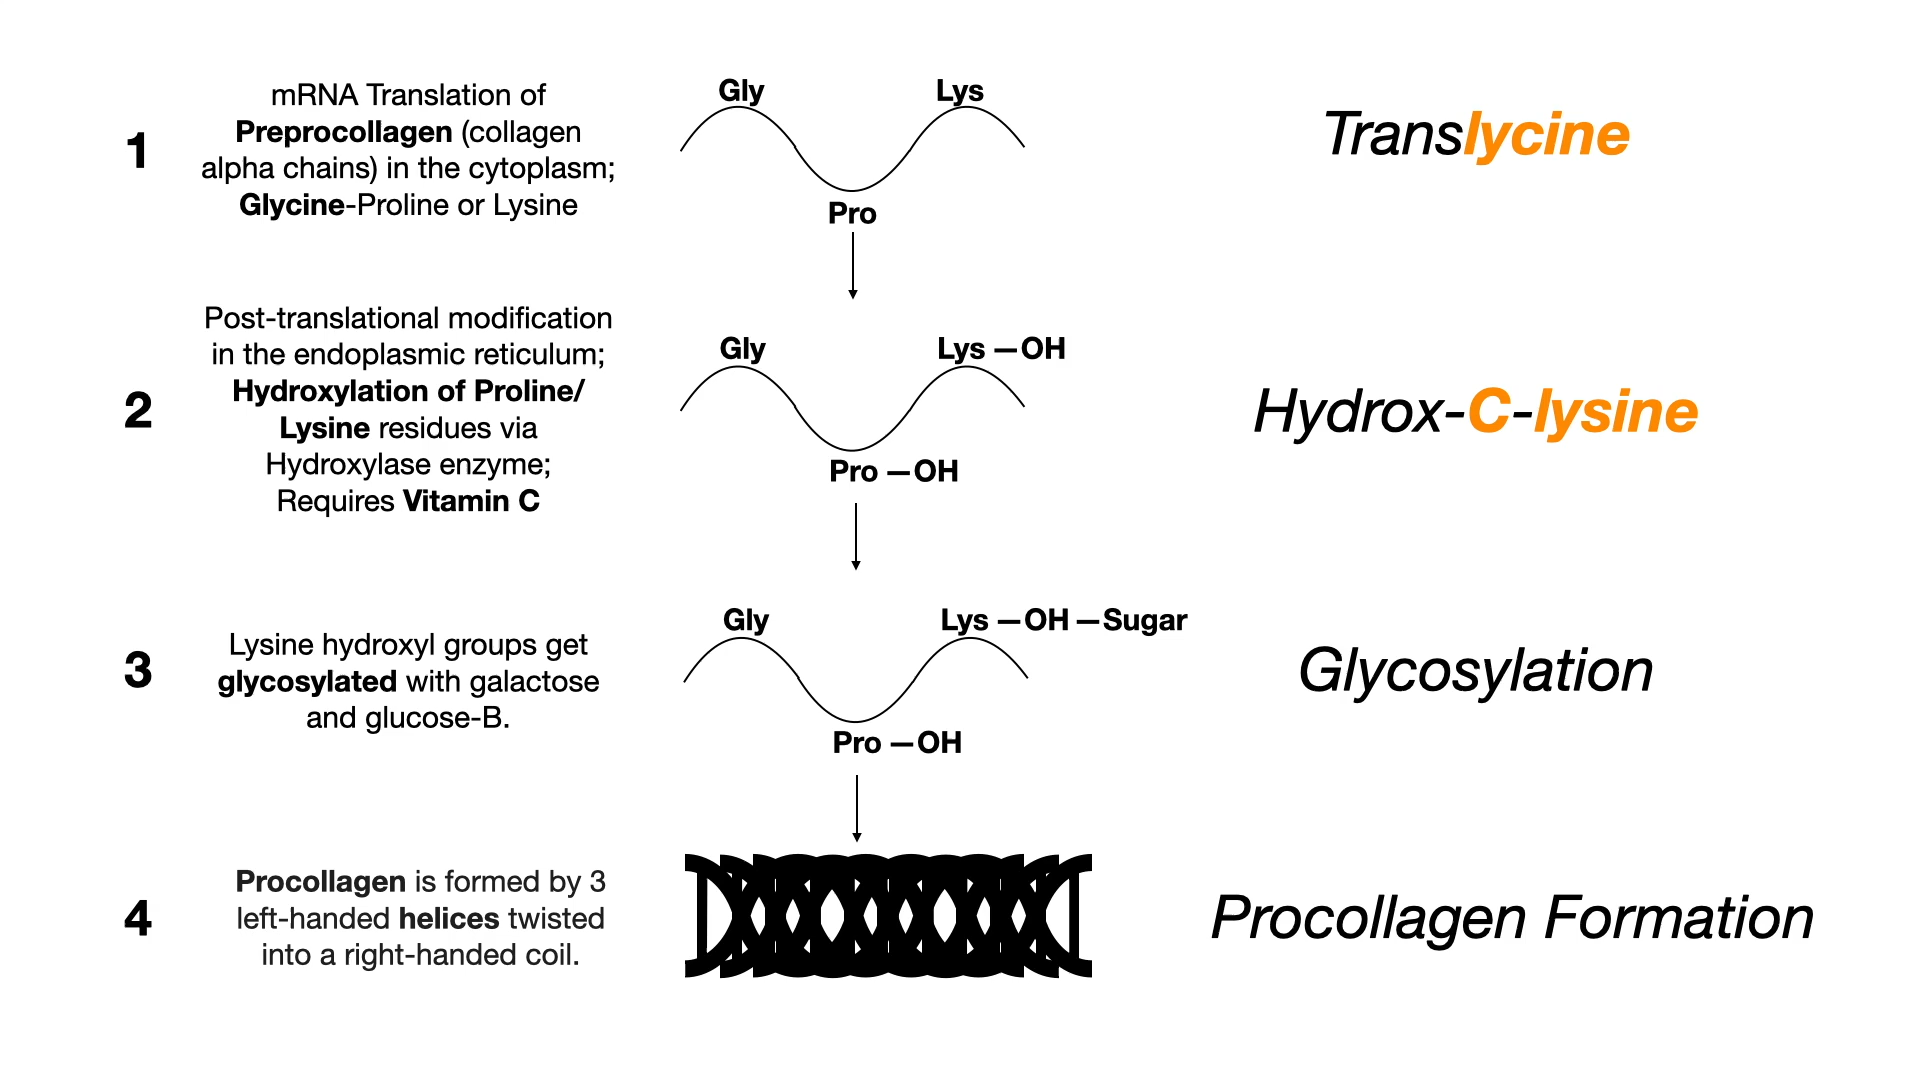 1
mRNA Translation of
Preprocollagen (collagen
alpha chains) in the cytoplasm;
Glycine-Proline or Lysine
Gly
Lys
Pro
Translycine
2
Post-translational modification
in the endoplasmic reticulum;
Hydroxylation of Proline/
Lysine residues via
Hydroxylase enzyme;
Requires Vitamin C
Gly
Lys —OH
Pro —OH
Hydrox-C-lysine
3
Lysine hydroxyl groups get
glycosylated with galactose
and glucose-B.
Gly
Lys —OH —Sugar
Pro —OH
Glycosylation
4
Procollagen is formed by 3
left-handed helices twisted
into a right-handed coil.
Procollagen Formation